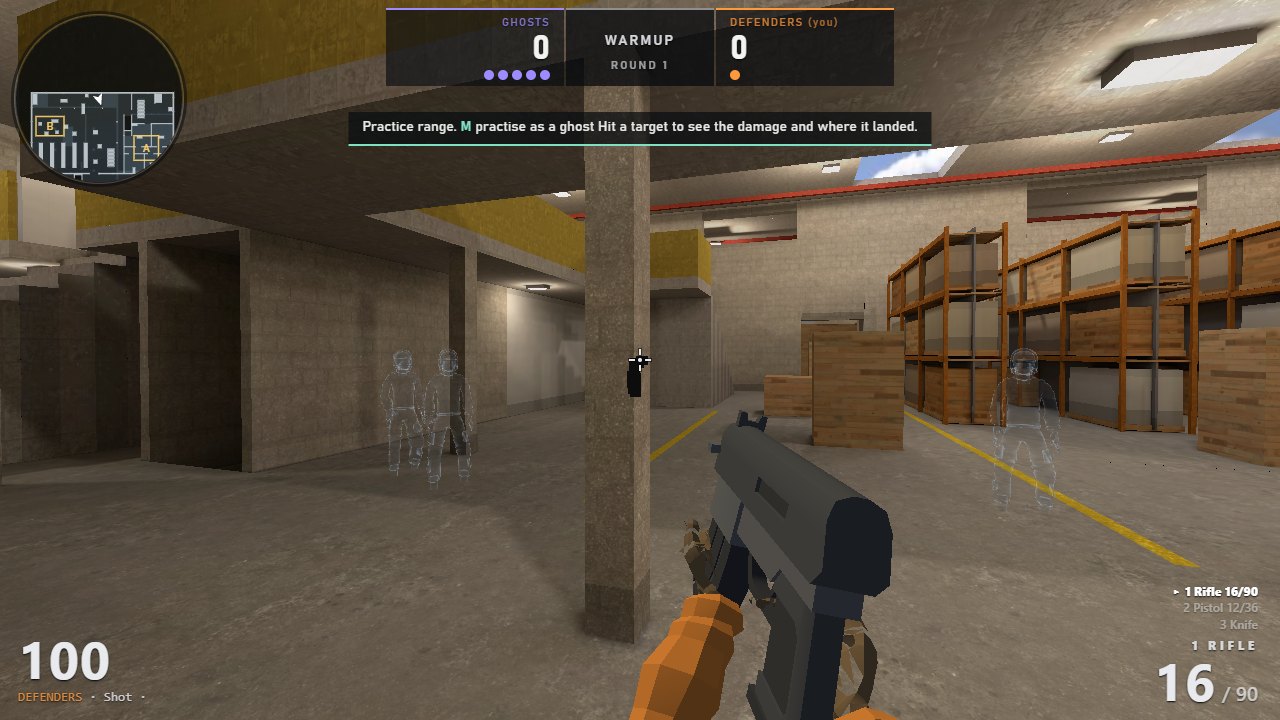 GHOSTS
0
WARMUP
ROUND 1
DEFENDERS (you)
0
Practice range. M practise as a ghost Hit a target to see the damage and where it landed.
B
A
▸ 1 Rifle 16/90
2 Pistol 12/36
3 Knife
1 RIFLE
16 / 90
100
DEFENDERS · Shot ·